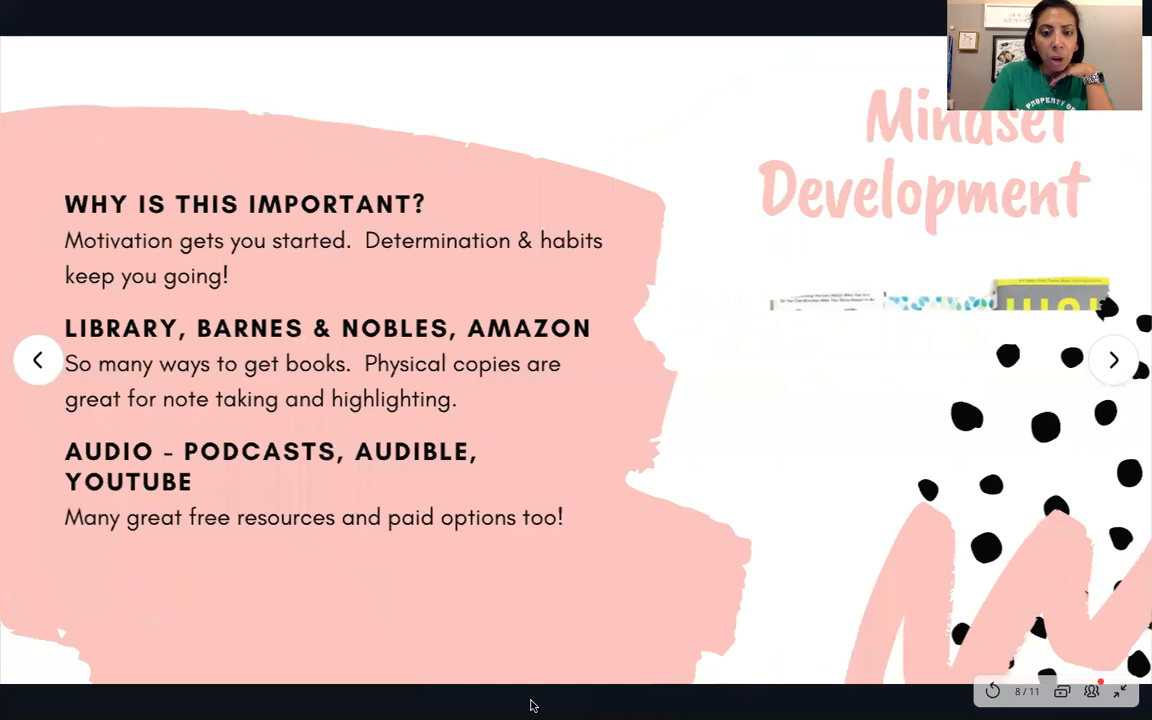 PROPERTY OF
Mindset
Development
WHY IS THIS IMPORTANT?
Motivation gets you started.  Determination & habits
keep you going!
LIBRARY, BARNES & NOBLES, AMAZON
So many ways to get books.  Physical copies are
great for note taking and highlighting.
AUDIO - PODCASTS, AUDIBLE,
YOUTUBE
Many great free resources and paid options too!
8/11